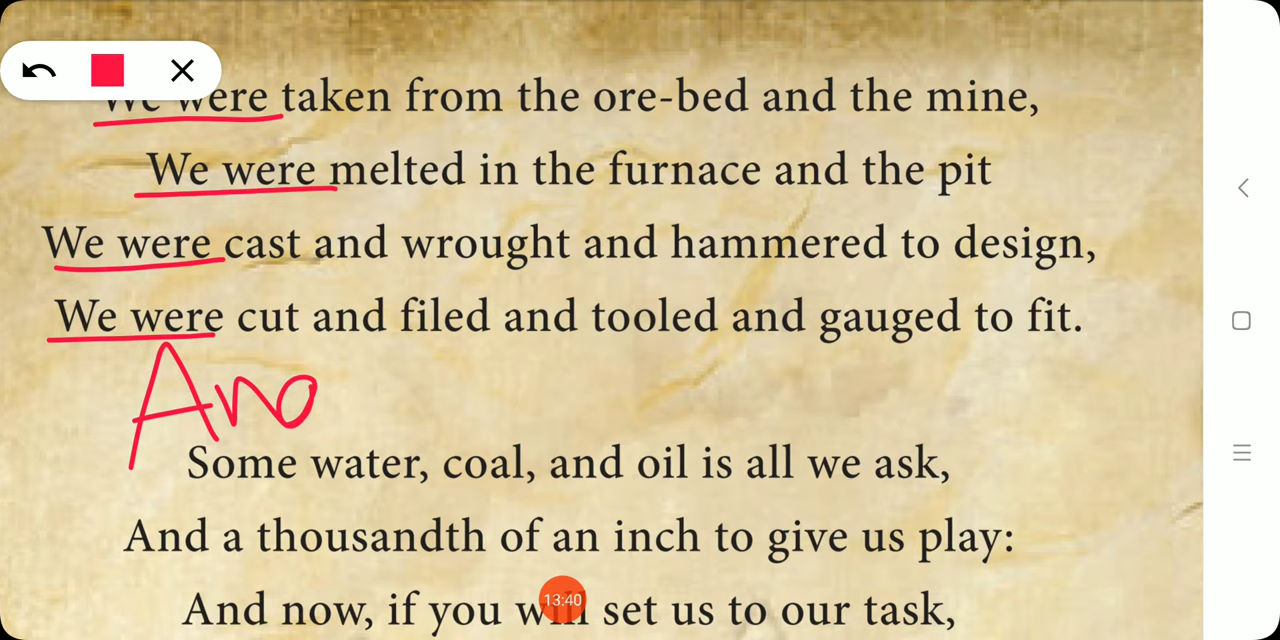 We were taken from the ore-bed and the mine,
We were melted in the furnace and the pit
We were cast and wrought and hammered to design,
We were cut and filed and tooled and gauged to fit.
Ana
Some water, coal, and oil is all we ask,
And a thousandth of an inch to give us play:
And now, if you will set us to our task,
13:40